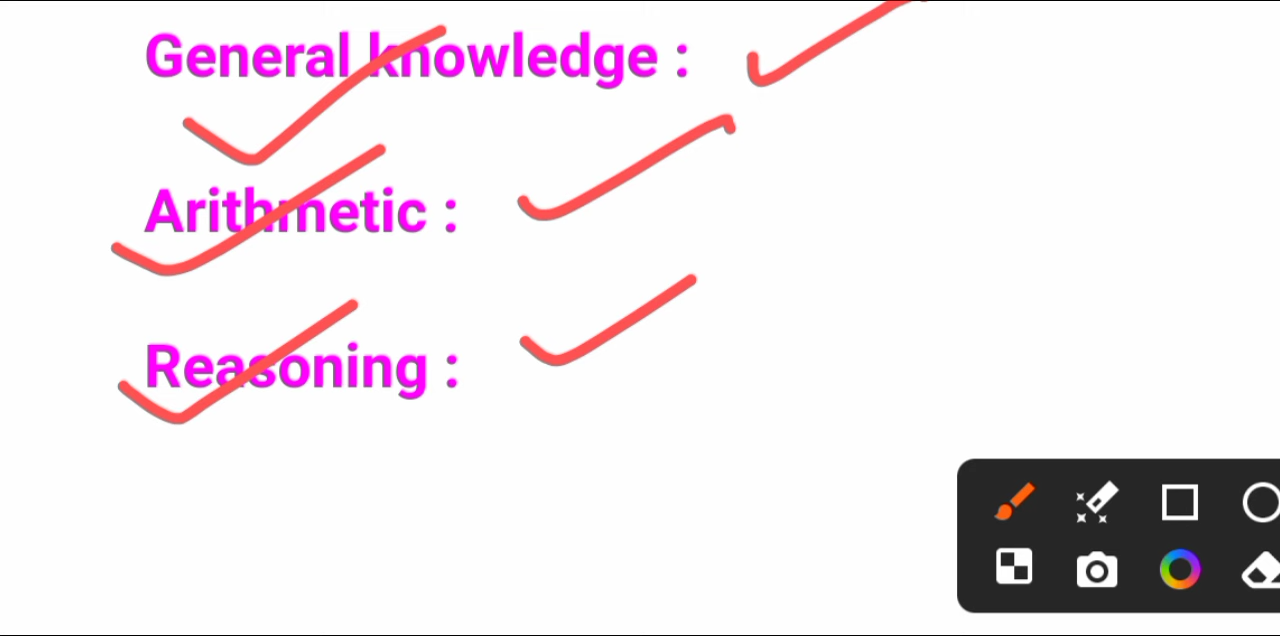 General knowledge :
Arithmetic :
Reasoning :